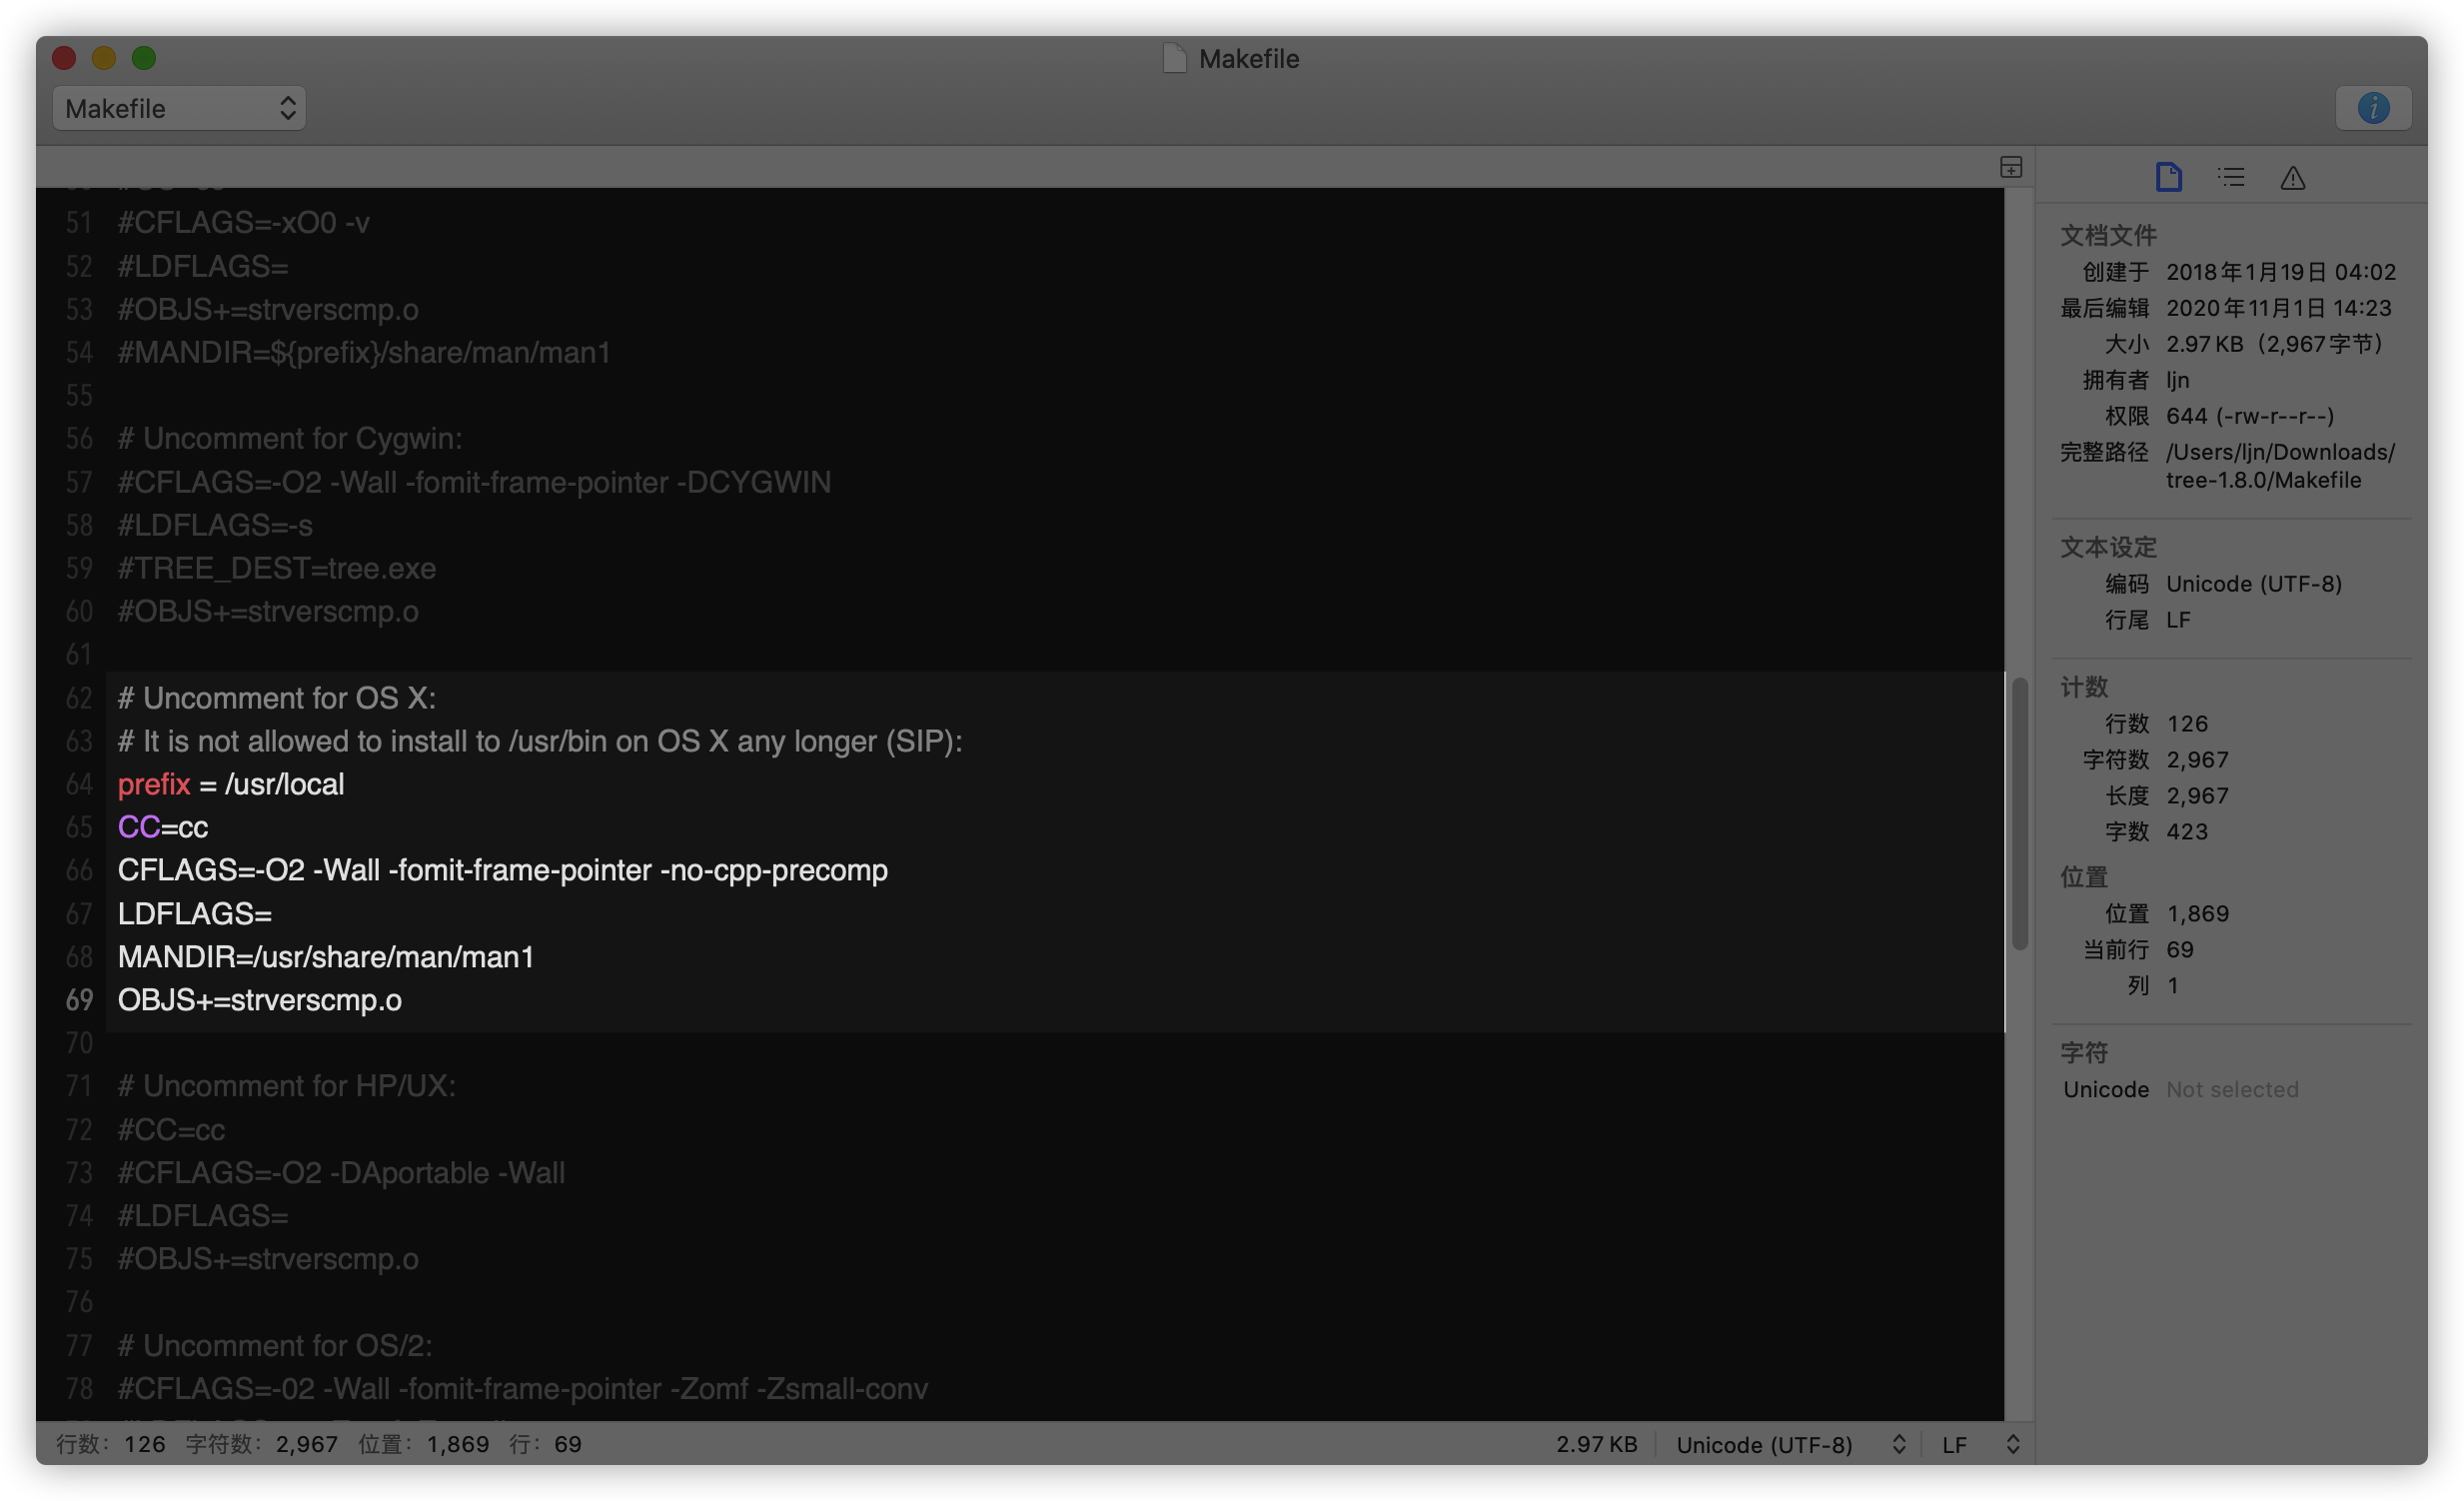 Makefile
Makefile
51 #CFLAGS=-xO0 -v
52 #LDFLAGS=
53 #OBJS+=strverscmp.o
54 #MANDIR=${prefix}/share/man/man1
55
56 # Uncomment for Cygwin:
57 #CFLAGS=-O2 -Wall -fomit-frame-pointer -DCYGWIN
58 #LDFLAGS=-s
59 #TREE_DEST=tree.exe
60 #OBJS+=strverscmp.o
61
62 # Uncomment for OS X:
63 # It is not allowed to install to /usr/bin on OS X any longer (SIP):
64 prefix = /usr/local
65 CC=cc
66 CFLAGS=-O2 -Wall -fomit-frame-pointer -no-cpp-precomp
67 LDFLAGS=
68 MANDIR=/usr/share/man/man1
69 OBJS+=strverscmp.o
70
71 # Uncomment for HP/UX:
72 #CC=cc
73 #CFLAGS=-O2 -DAportable -Wall
74 #LDFLAGS=
75 #OBJS+=strverscmp.o
76
77 # Uncomment for OS/2:
78 #CFLAGS=-02 -Wall -fomit-frame-pointer -Zomf -Zsmall-conv
文档文件
创建于 2018年1月19日 04:02
最后编辑 2020年11月1日 14:23
大小 2.97 KB（2,967字节）
拥有者 ljn
权限 644 (-rw-r--r--)
完整路径 /Users/ljn/Downloads/
tree-1.8.0/Makefile
文本设定
编码 Unicode (UTF-8)
行尾 LF
计数
行数 126
字符数 2,967
长度 2,967
字数 423
位置
位置 1,869
当前行 69
列 1
字符
Unicode Not selected
行数： 126 字符数： 2,967 位置： 1,869 行： 69 2.97 KB Unicode (UTF-8) LF